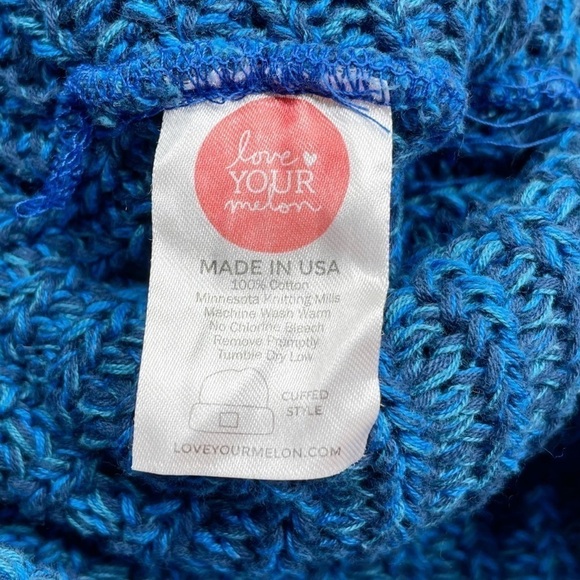 love
YOUR
melon
MADE IN USA
100% Cotton
Minnesota Knitting Mills
Machine Wash Warm
No Chlorine Bleech
Remove Promptly
Tumble Dry Low
CUFFED
STYLE
LOVEYOURMELON.COM